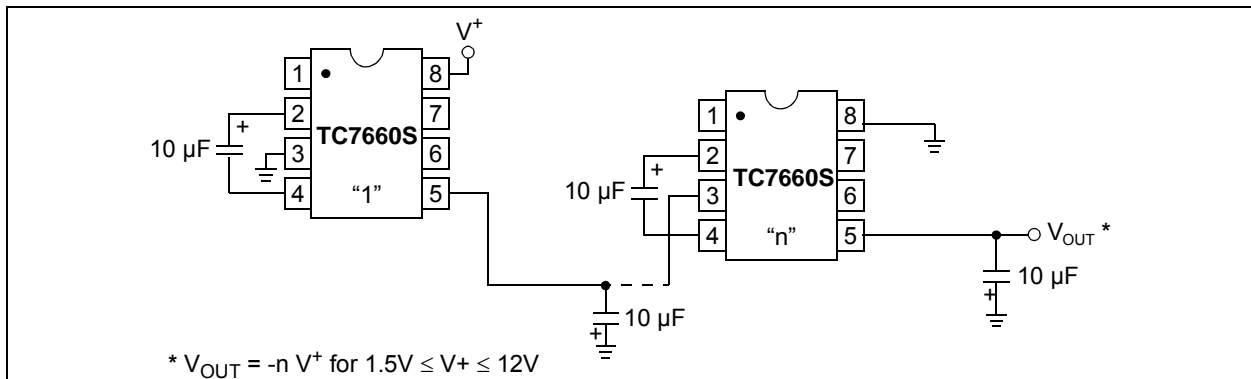 V+
1
8
2
7
+
TC7660S
10 µF
3
6
4
"1"
5
1
8
2
7
+
TC7660S
10 µF
3
6
4
"n"
5
VOUT *
10 µF
+
10 µF
+
* VOUT = -n V+ for 1.5V ≤ V+ ≤ 12V